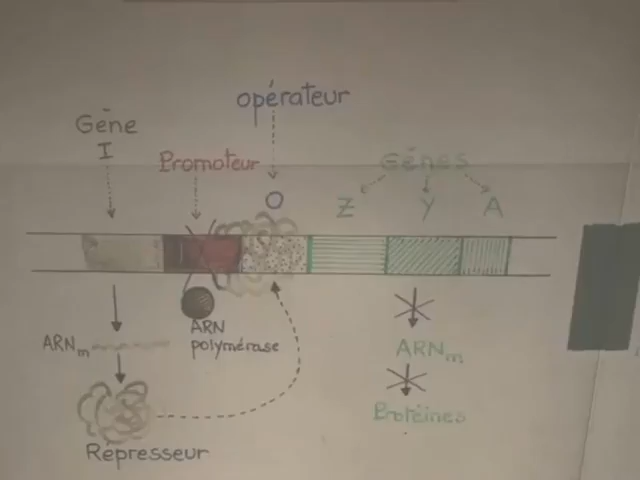 opérateur
Gène
I
Promoteur
Gènes
O
Z
Y
A
ARN
polymérase
ARNm
ARNm
Protéines
Répresseur